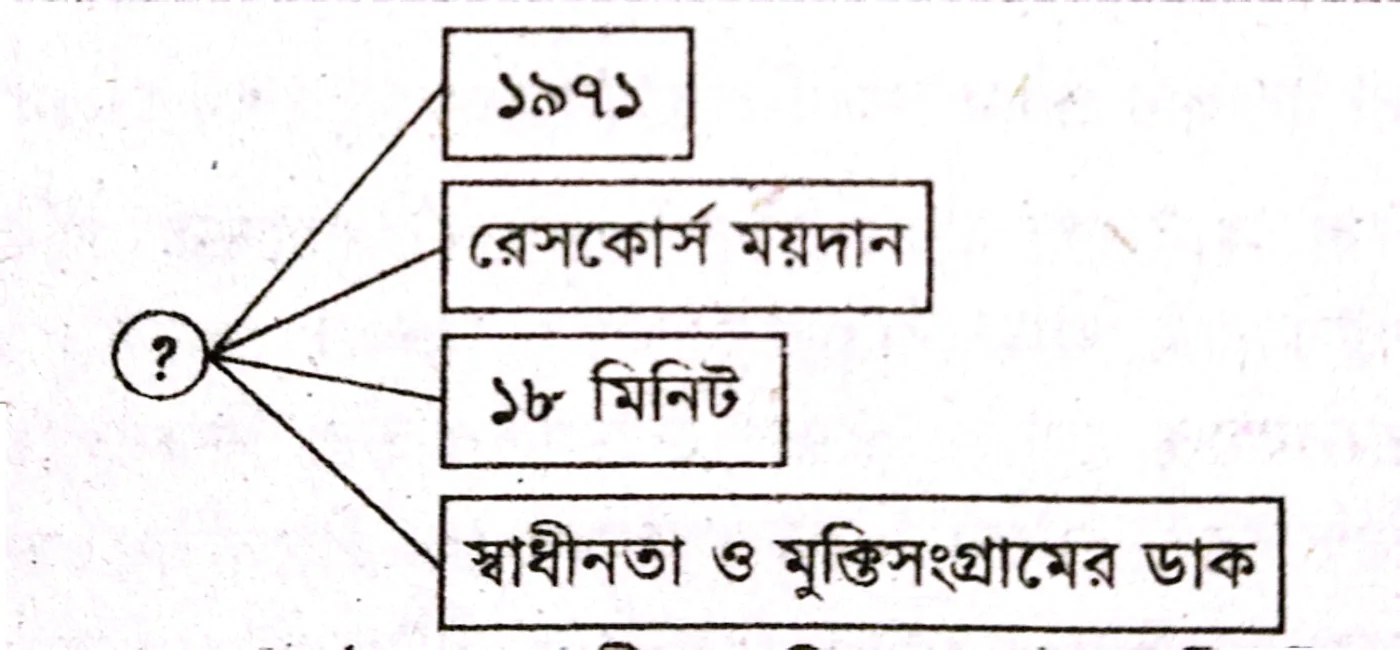 ১৯৭১
রেসকোর্স ময়দান
?
১৮ মিনিট
স্বাধীনতা ও মুক্তিসংগ্রামের ডাক